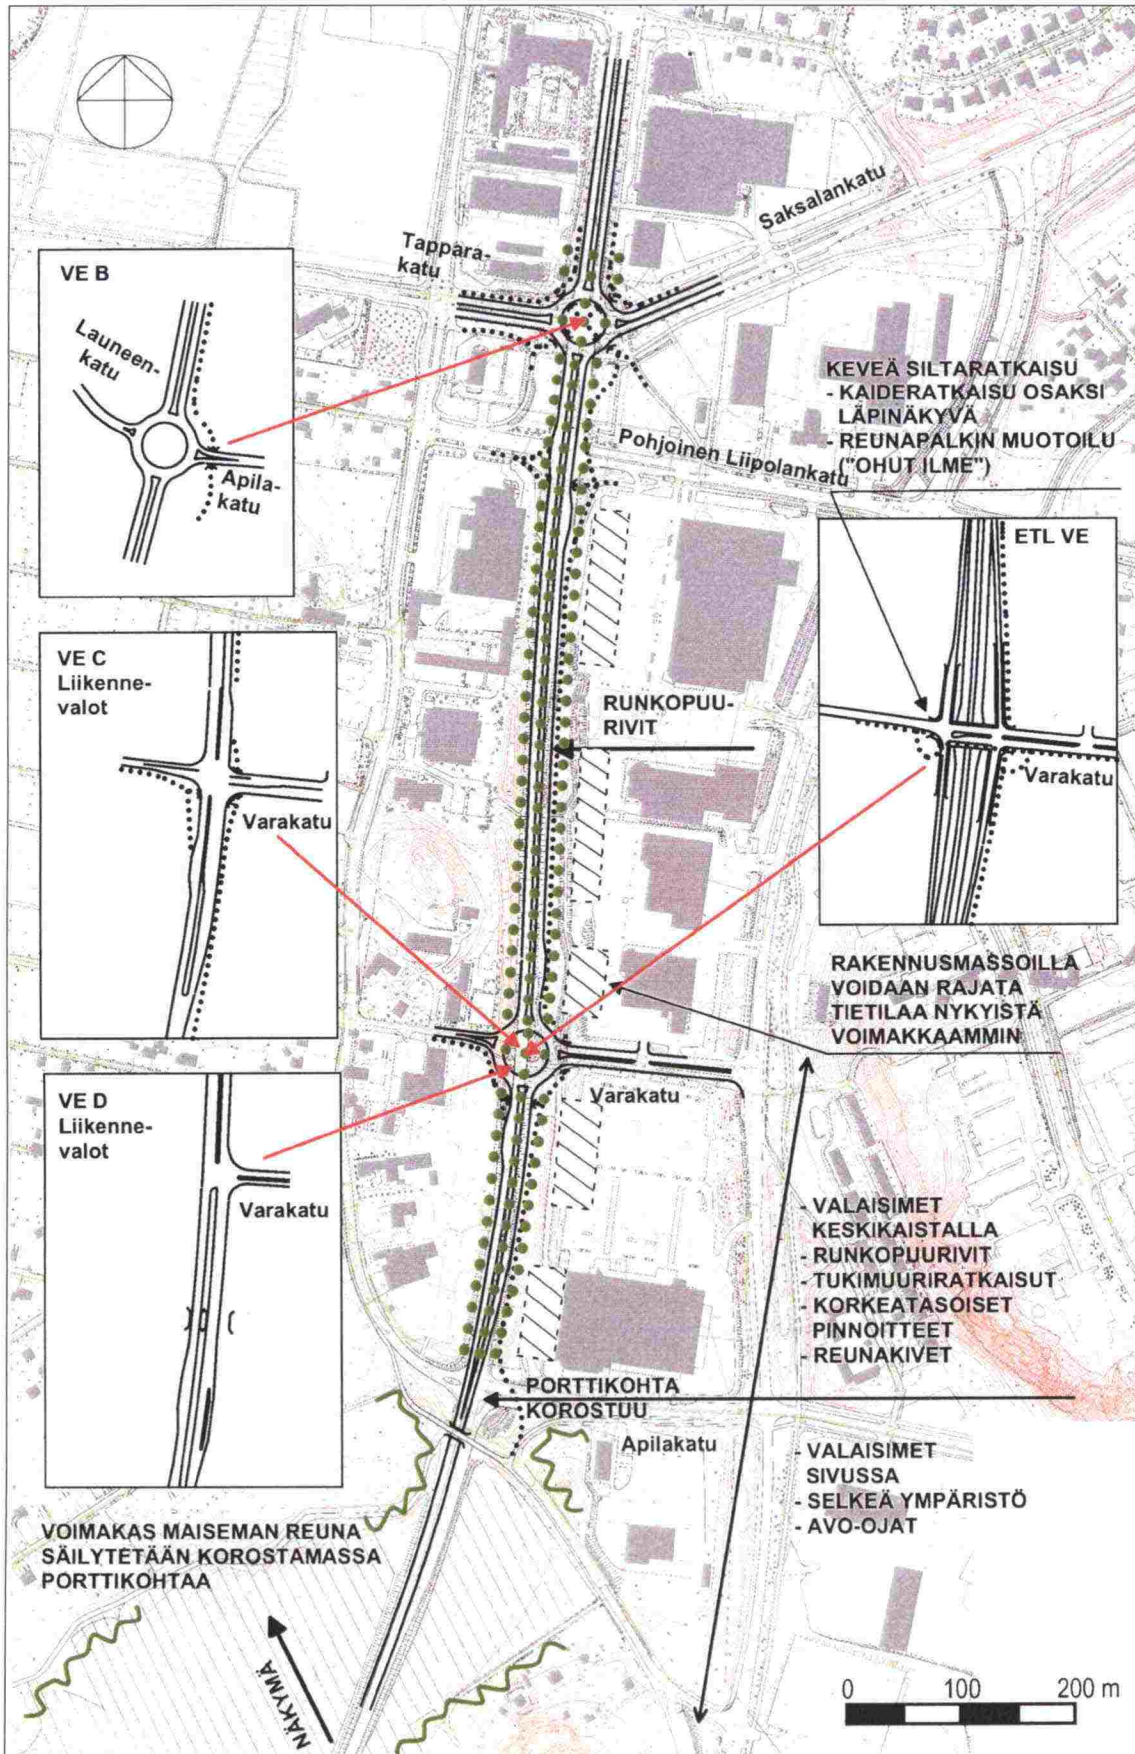 Saksalankatu
Tappara-
katu
VE B
Launeen-
katu
Apila-
katu
KEVEÄ SILTARATKAISU
- KAIDERATKAISU OSAKSI
LÄPINÄKYVÄ
- REUNAPALKIN MUOTOILU
("OHUT ILME")
Pohjoinen Liipolankatu
ETL VE
Varakatu
VE C
Liikenne-
valot
Varakatu
RUNKOPUU-
RIVIT
RAKENNUSMASSOILLA
VOIDAAN RAJATA
TIETILAA NYKYISTÄ
VOIMAKKAAMMIN
VE D
Liikenne-
valot
Varakatu
Varakatu
- VALAISIMET
KESKIKAISTALLA
- RUNKOPUURIVIT
- TUKIMUURIRATKAISUT
- KORKEATASOISET
PINNOITTEET
- REUNAKIVET
PORTTIKOHTA
KOROSTUU
Apilakatu
- VALAISIMET
SIVUSSA
- SELKEÄ YMPÄRISTÖ
- AVO-OJAT
VOIMAKAS MAISEMAN REUNA
SÄILYTETÄÄN KOROSTAMASSA
PORTTIKOHTAA
NÄKYMÄ
0 100 200 m